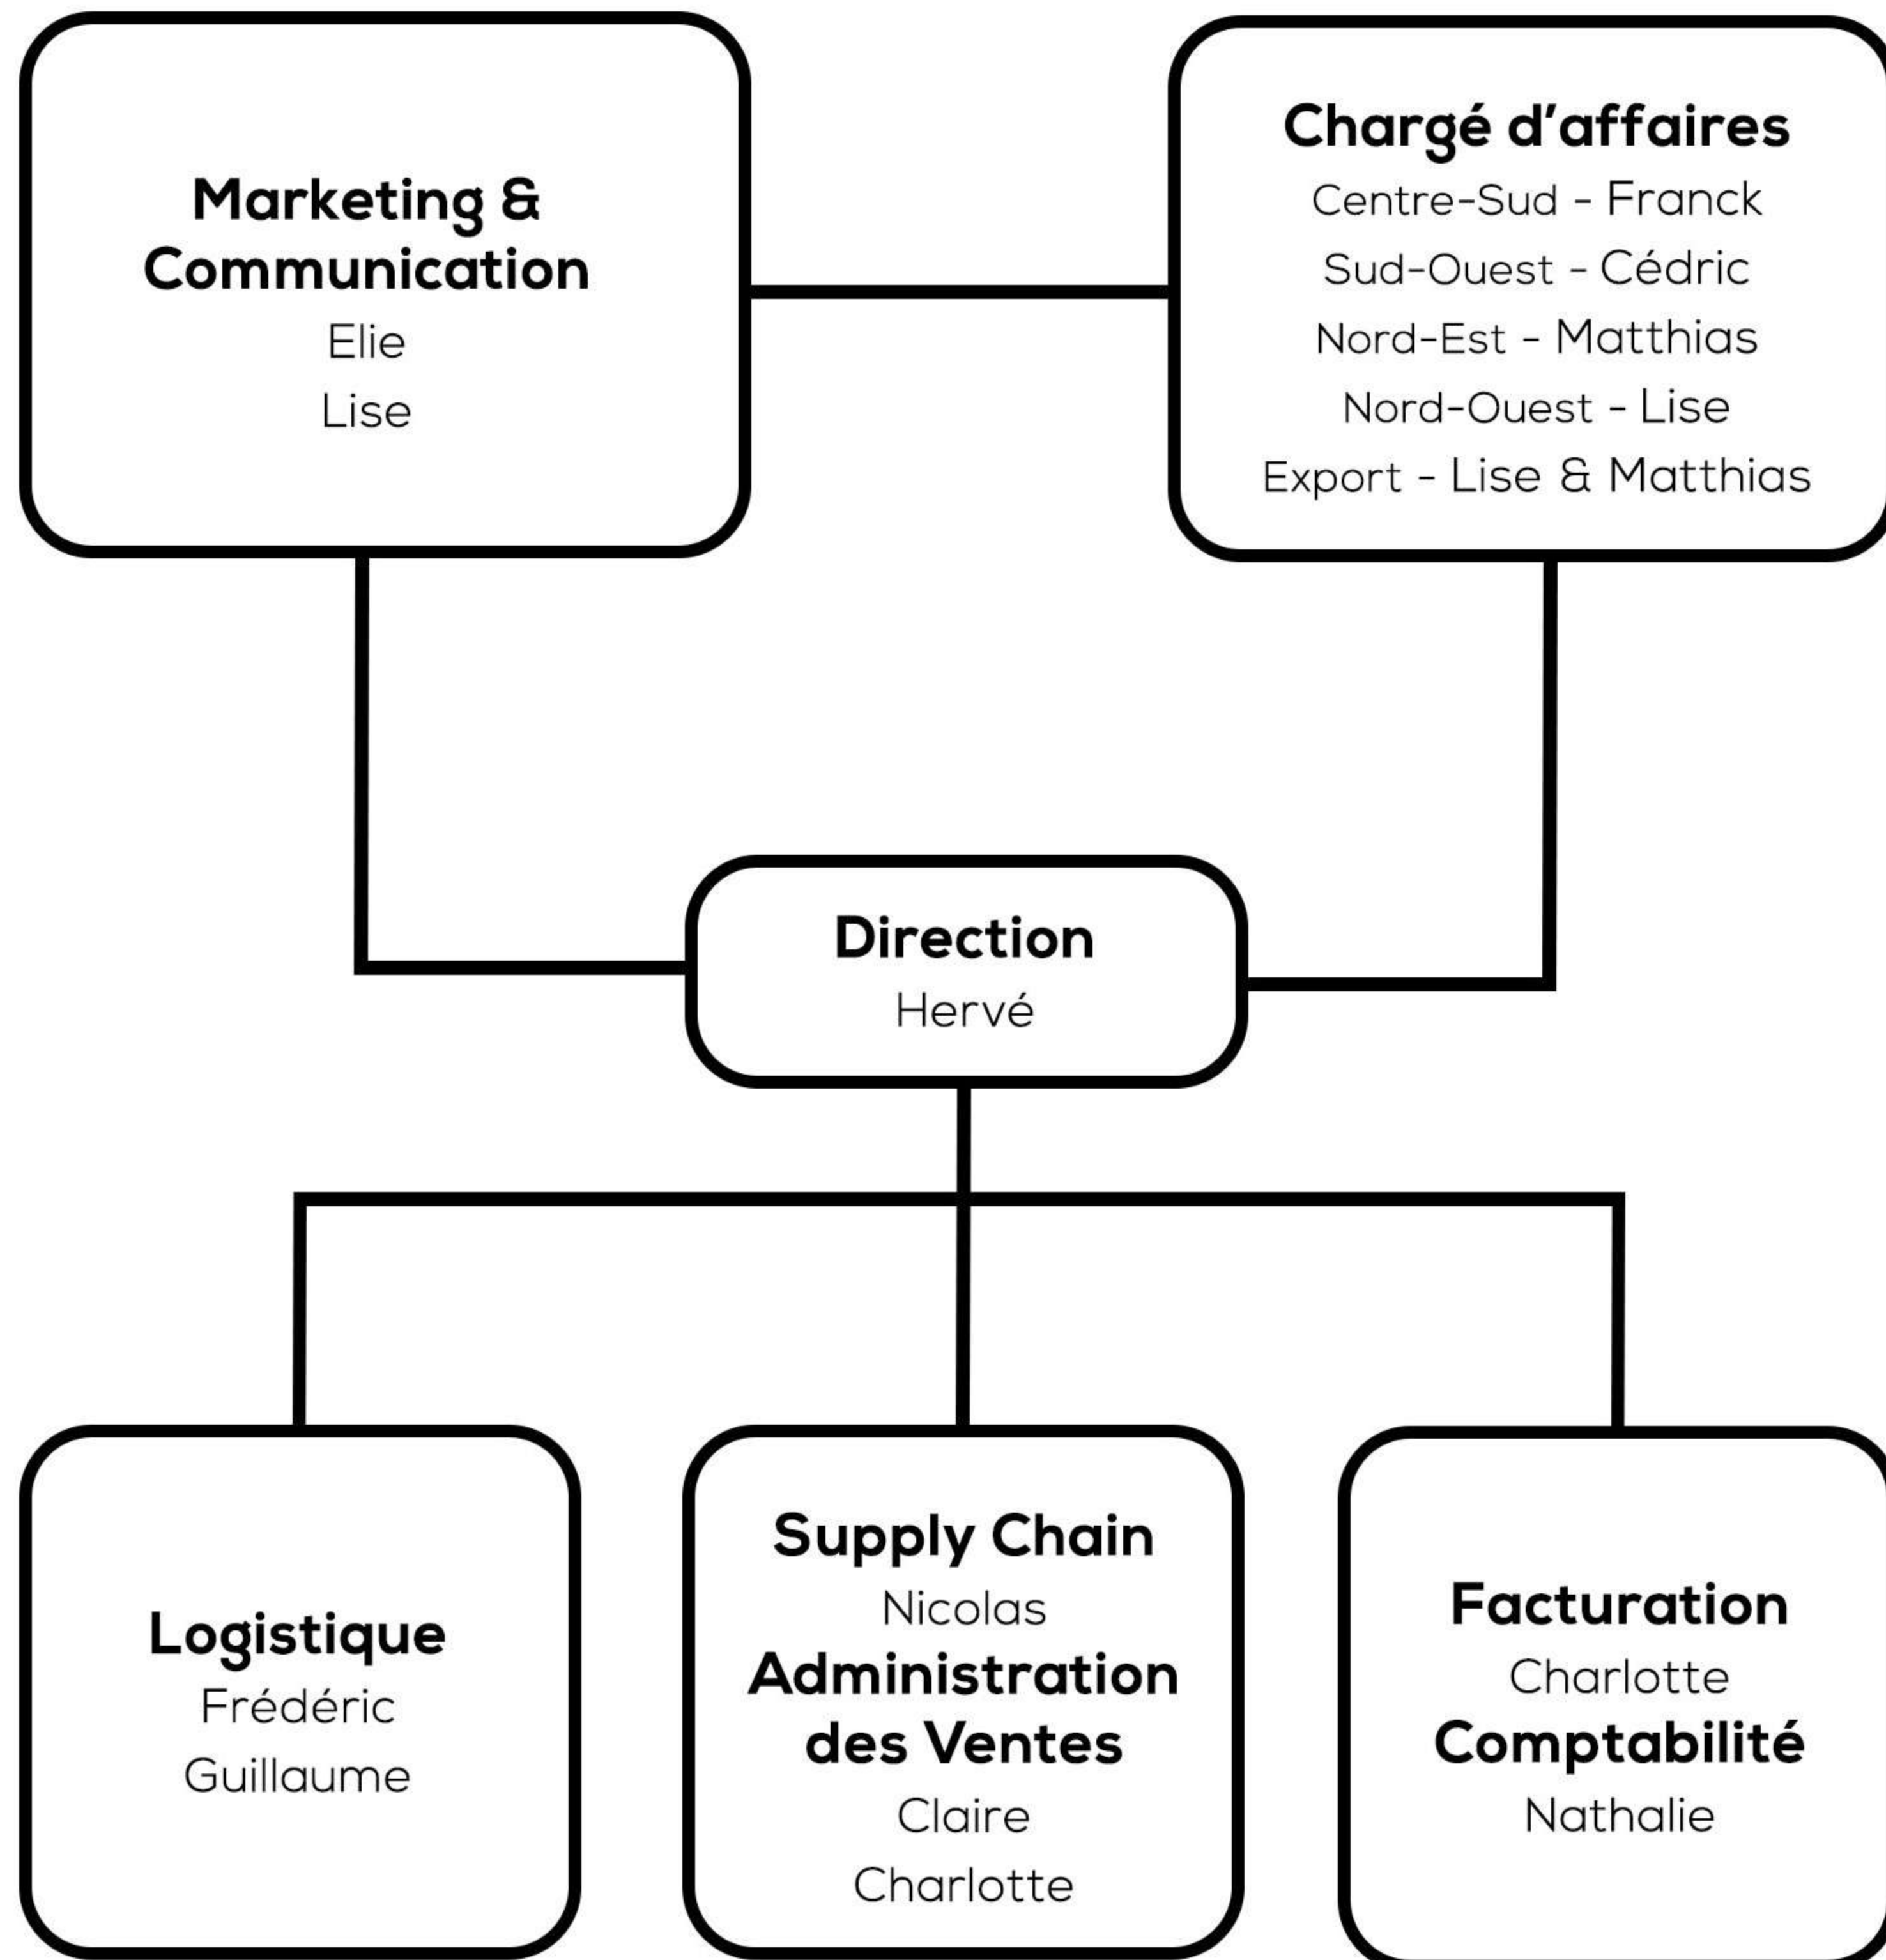 Marketing &
Communication
Elie
Lise
Chargé d'affaires
Centre-Sud - Franck
Sud-Ouest - Cédric
Nord-Est - Matthias
Nord-Ouest - Lise
Export - Lise & Matthias
Direction
Hervé
Logistique
Frédéric
Guillaume
Supply Chain
Nicolas
Administration
des Ventes
Claire
Charlotte
Facturation
Charlotte
Comptabilité
Nathalie